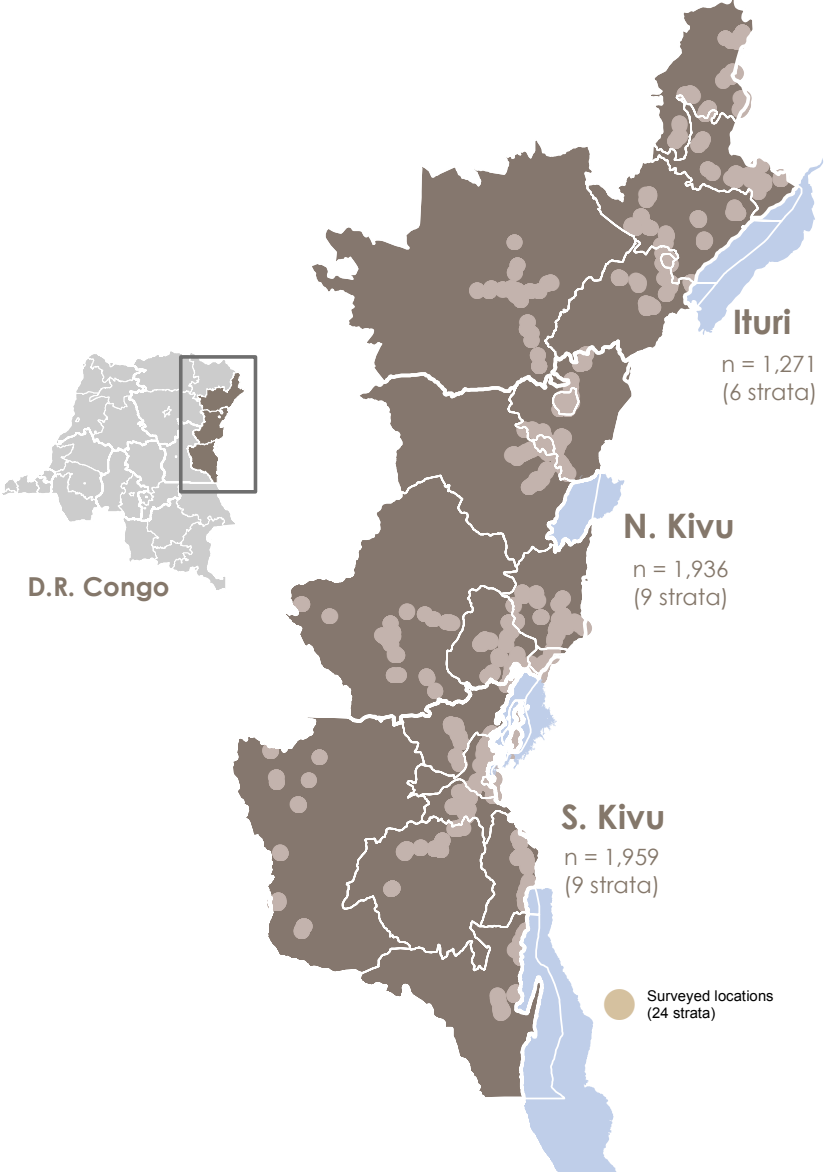 Ituri
n = 1,271
(6 strata)
D.R. Congo
N. Kivu
n = 1,936
(9 strata)
S. Kivu
n = 1,959
(9 strata)
Surveyed locations
(24 strata)